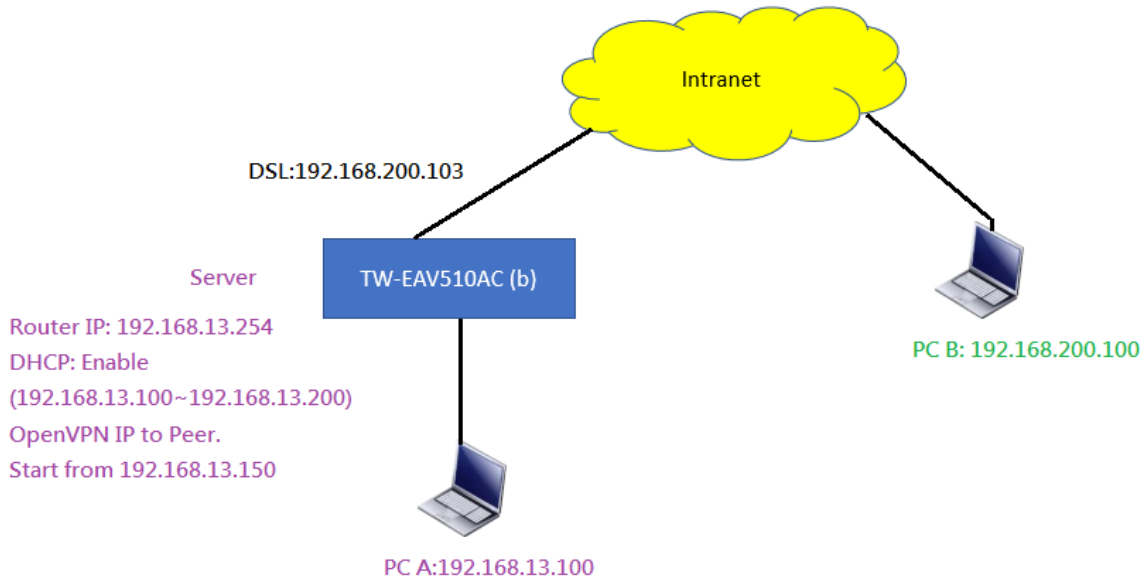 Intranet
DSL:192.168.200.103
Server
TW-EAV510AC (b)
Router IP: 192.168.13.254
DHCP: Enable
(192.168.13.100~192.168.13.200)
OpenVPN IP to Peer.
Start from 192.168.13.150
PC B: 192.168.200.100
PC A:192.168.13.100